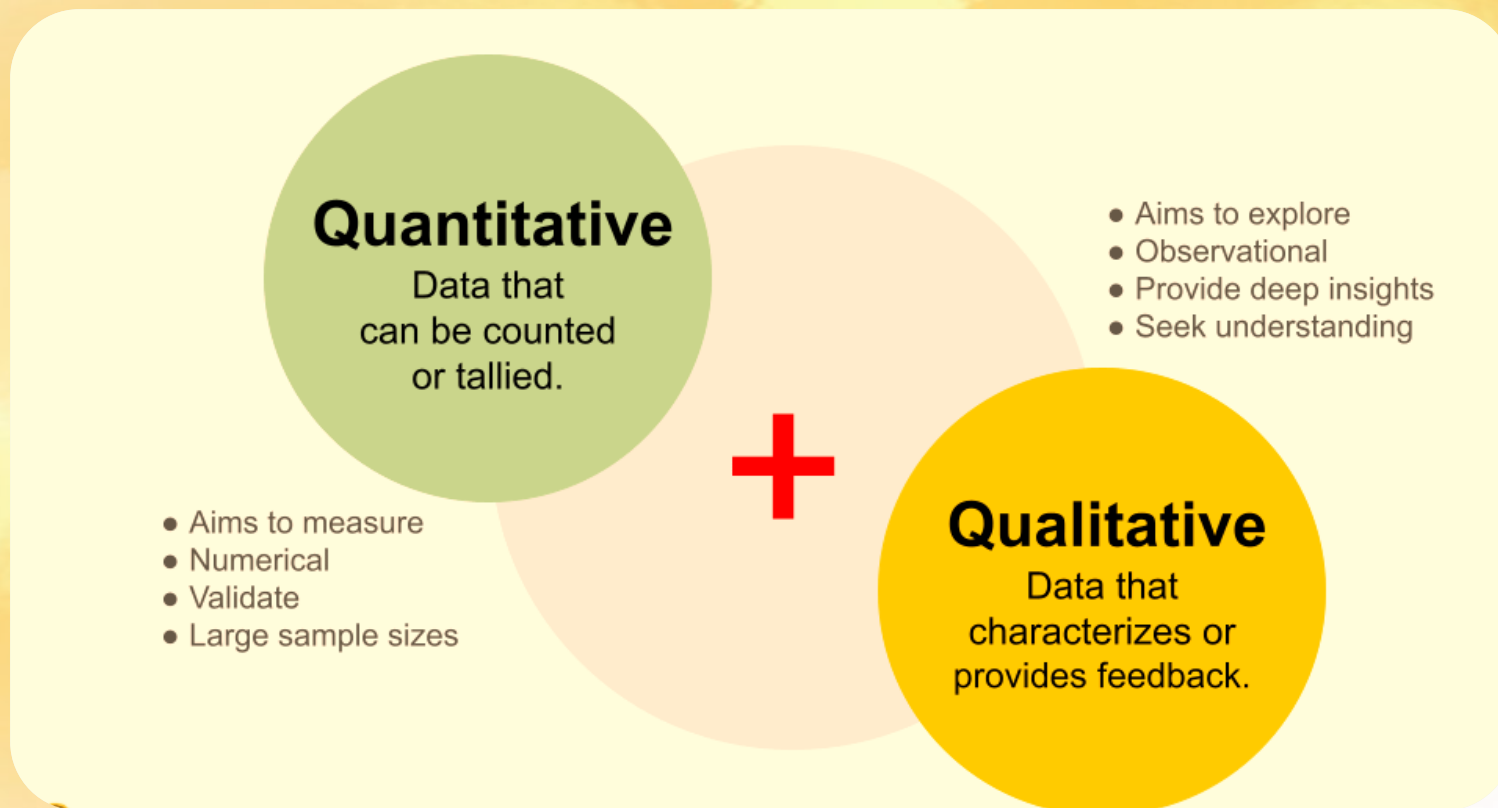 Quantitative
Data that
can be counted
or tallied.
● Aims to measure
● Numerical
● Validate
● Large sample sizes
+
● Aims to explore
● Observational
● Provide deep insights
● Seek understanding
Qualitative
Data that
characterizes or
provides feedback.